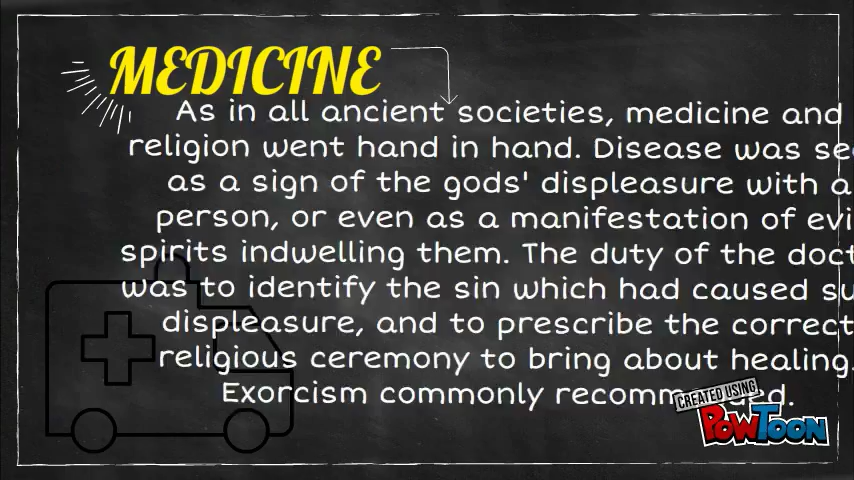 MEDICINE
As in all ancient societies, medicine and
religion went hand in hand. Disease was
as a sign of the gods' displeasure with a
person, or even as a manifestation of
spirits indwelling them. The duty of the
was to identify the sin which had caused
displeasure, and to prescribe the correct
religious ceremony to bring about healing.
Exorcism commonly
CREATED USING
POWTOON